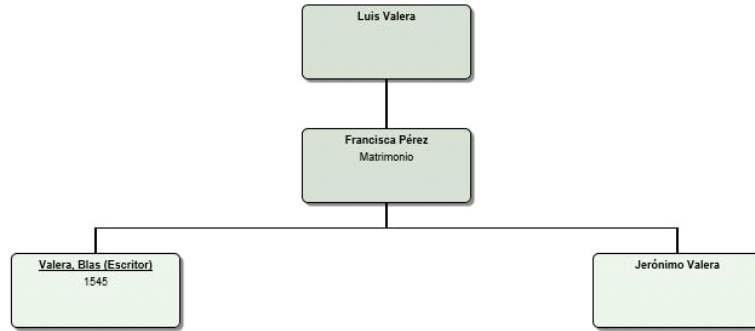 Luis Valera
Francisca Pérez
Matrimonio
Valera, Blas (Escritor)
1545
Jerónimo Valera